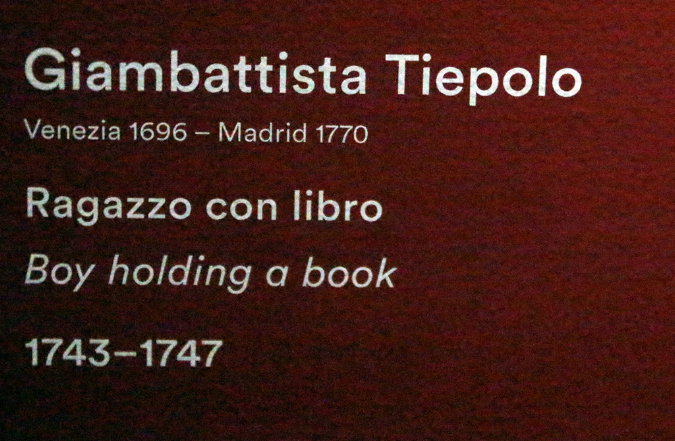 Giambattista Tiepolo
Venezia 1696 – Madrid 1770
Ragazzo con libro
Boy holding a book
1743–1747